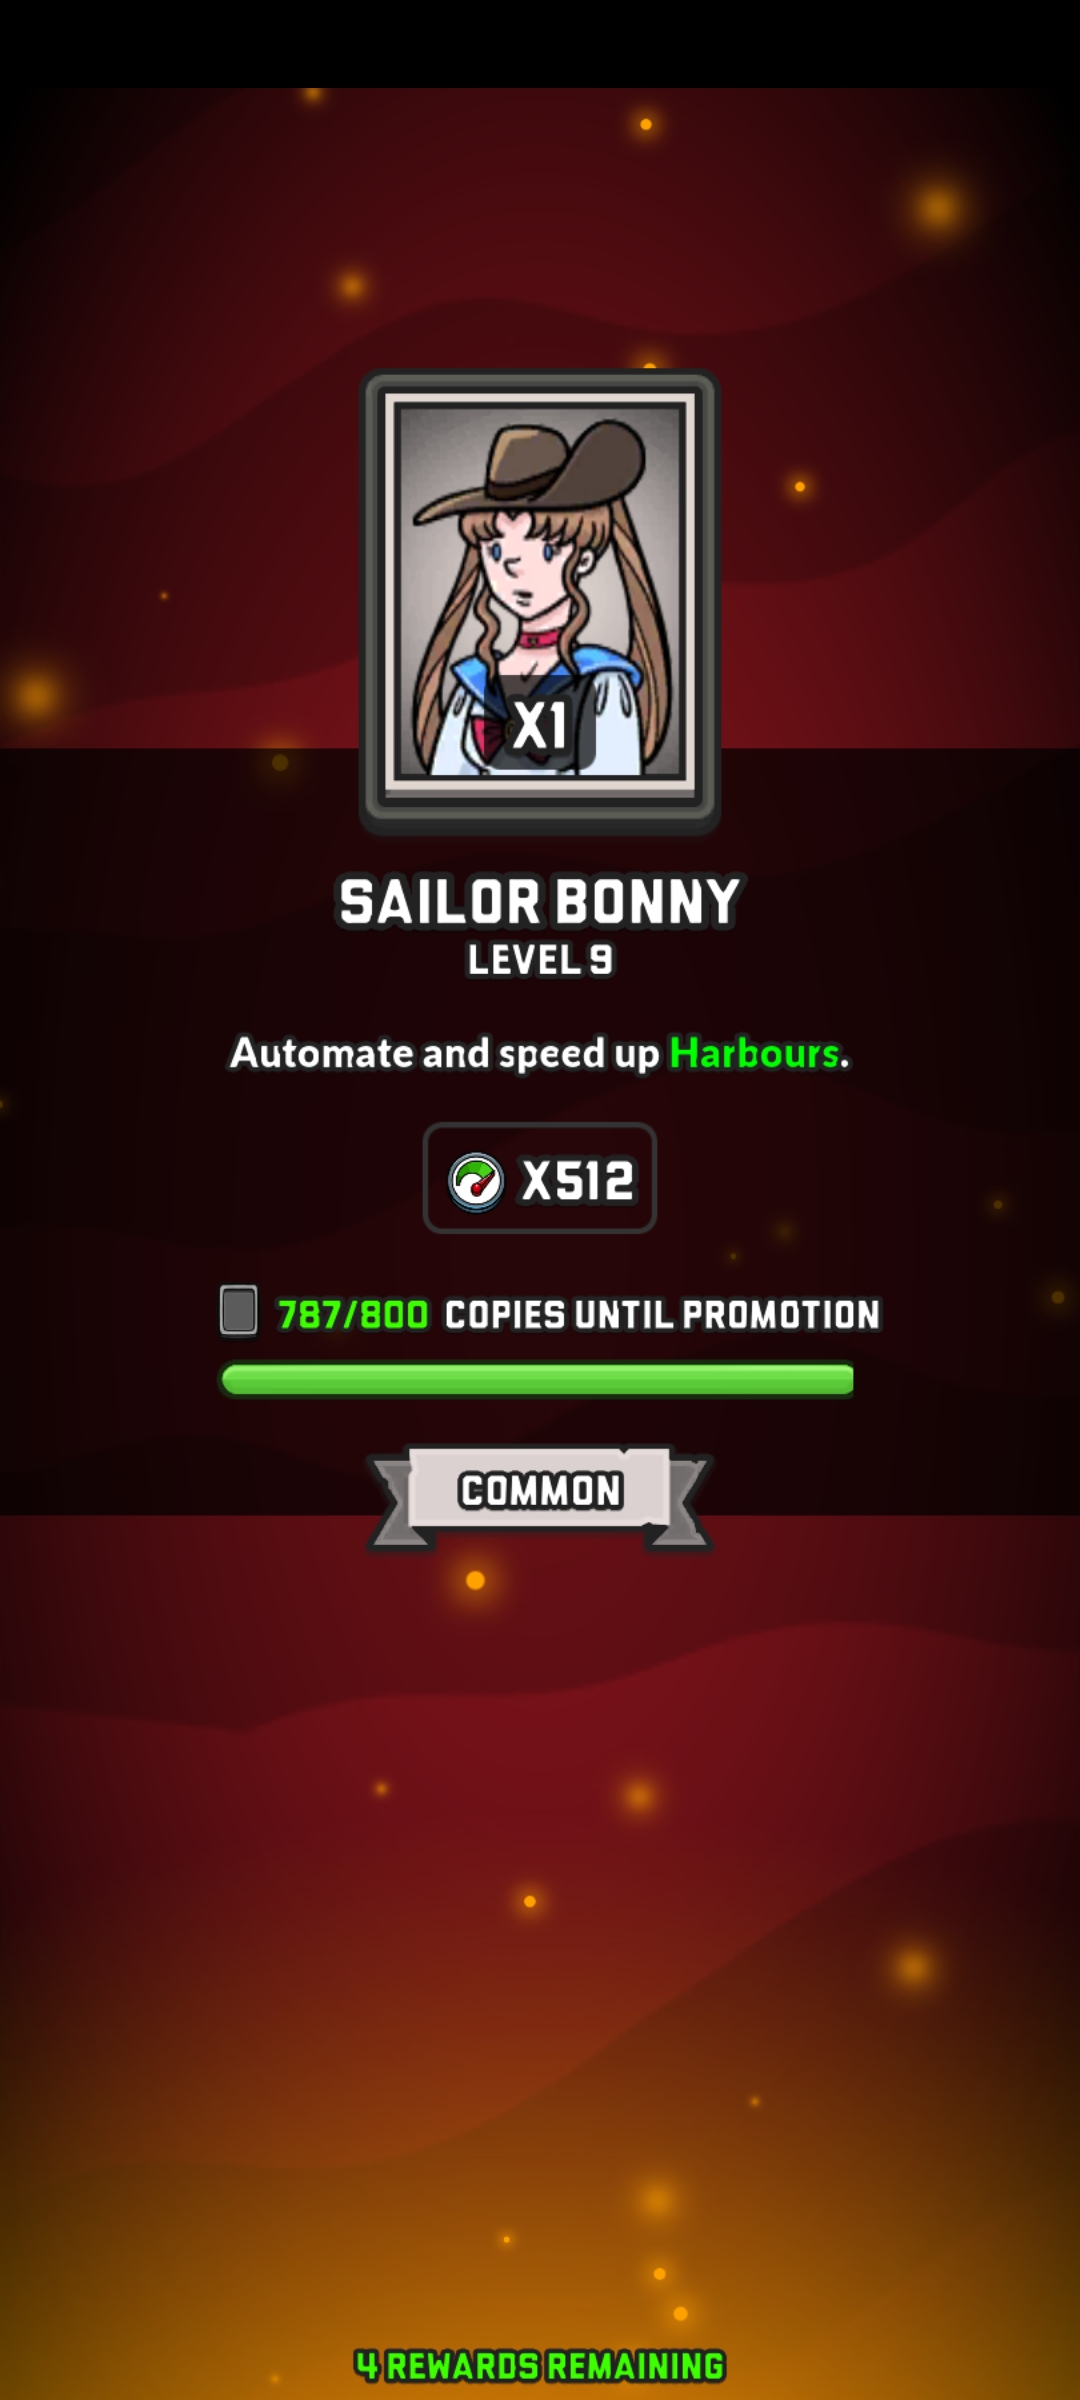 X1
SAILOR BONNY
LEVEL 9
Automate and speed up Harbours.
X512
787/800 COPIES UNTIL PROMOTION
COMMON
4 REWARDS REMAINING